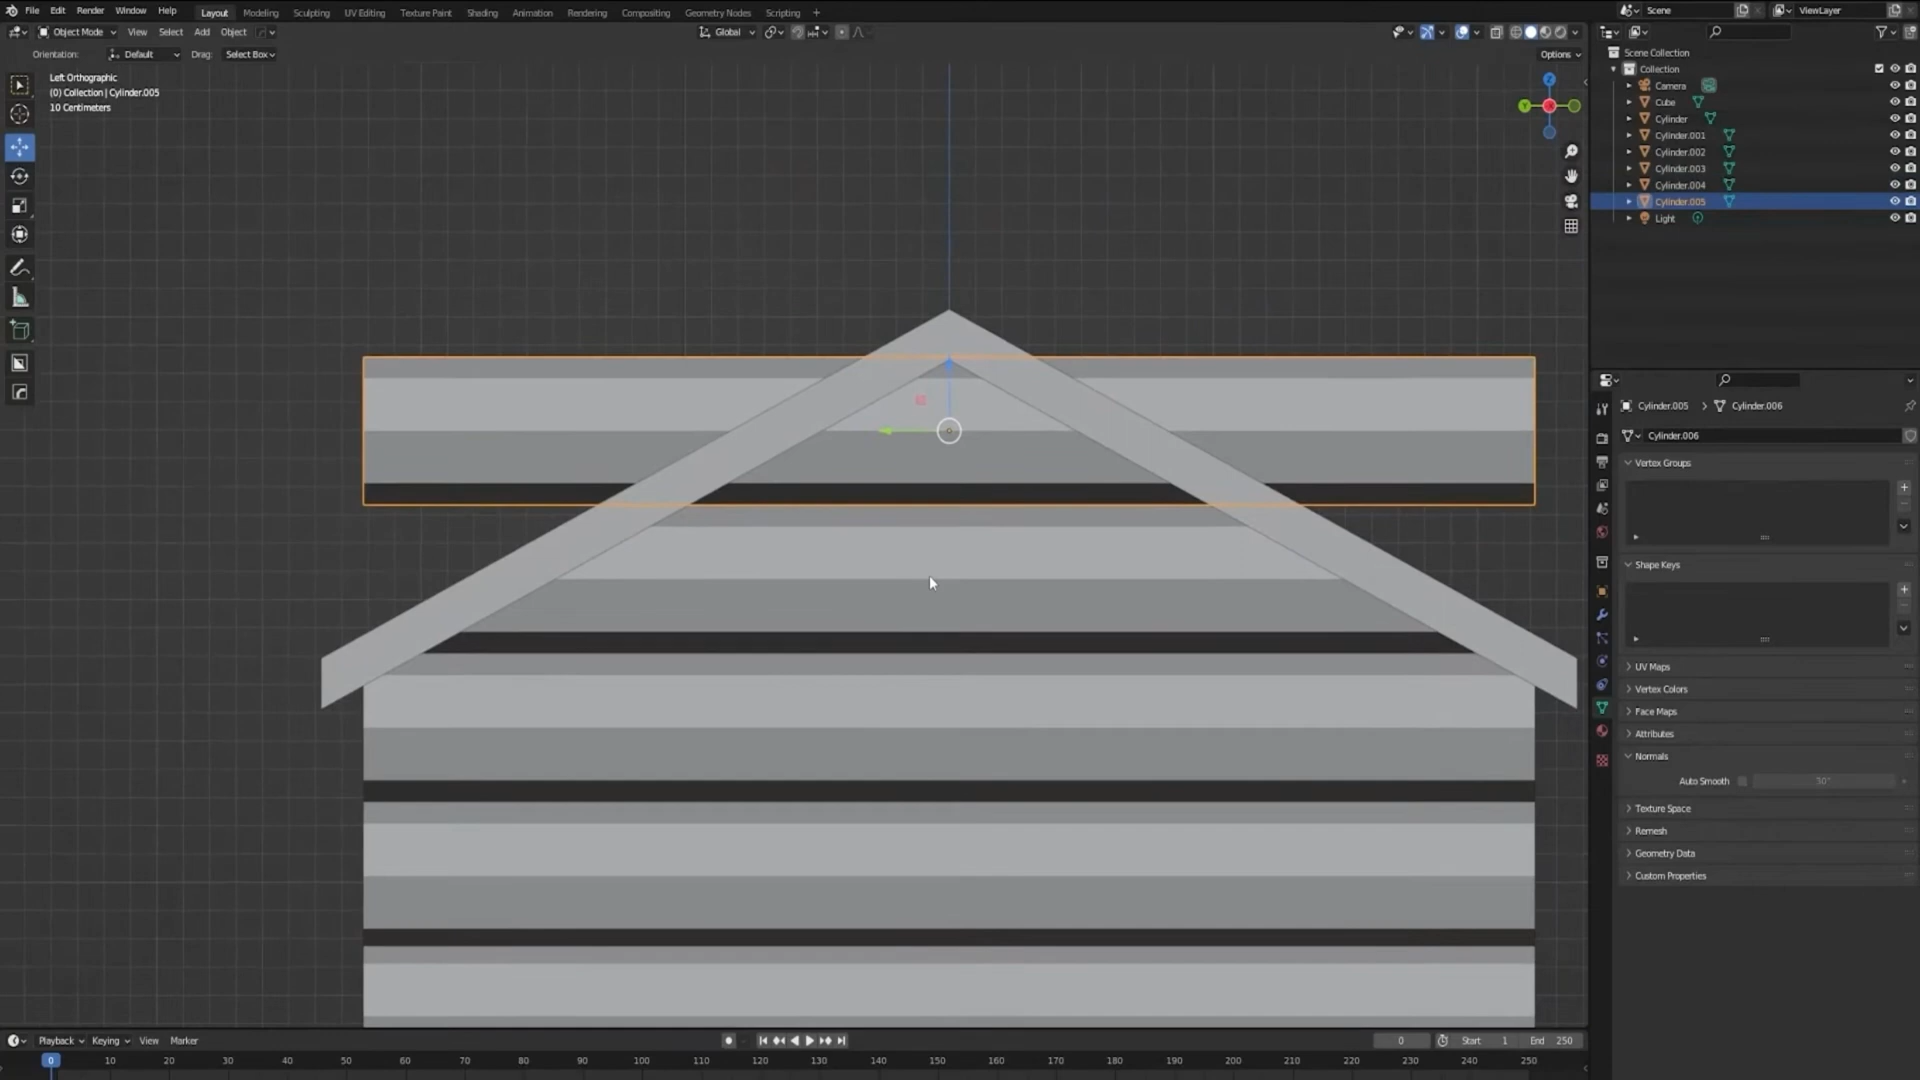 File Edit Render Window Help Layout Modeling Sculpting UV Editing Texture Paint Shading Animation Rendering Compositing Geometry Nodes Scripting +
Scene ViewLayer
Object Mode View Select Add Object Global
Orientation: Default Drag: Select Box Options
Left Orthographic
(0) Collection | Cylinder.005
10 Centimeters
Z
Y
Scene Collection
Collection
Camera
Cube
Cylinder
Cylinder.001
Cylinder.002
Cylinder.003
Cylinder.004
Cylinder.005
Light
Cylinder.005 Cylinder.006
Cylinder.006
Vertex Groups
Shape Keys
UV Maps
Vertex Colors
Face Maps
Attributes
Normals
Auto Smooth 30°
Texture Space
Remesh
Geometry Data
Custom Properties
Playback Keying View Marker 0 Start 1 End 250
0 10 20 30 40 50 60 70 80 90 100 110 120 130 140 150 160 170 180 190 200 210 220 230 240 250